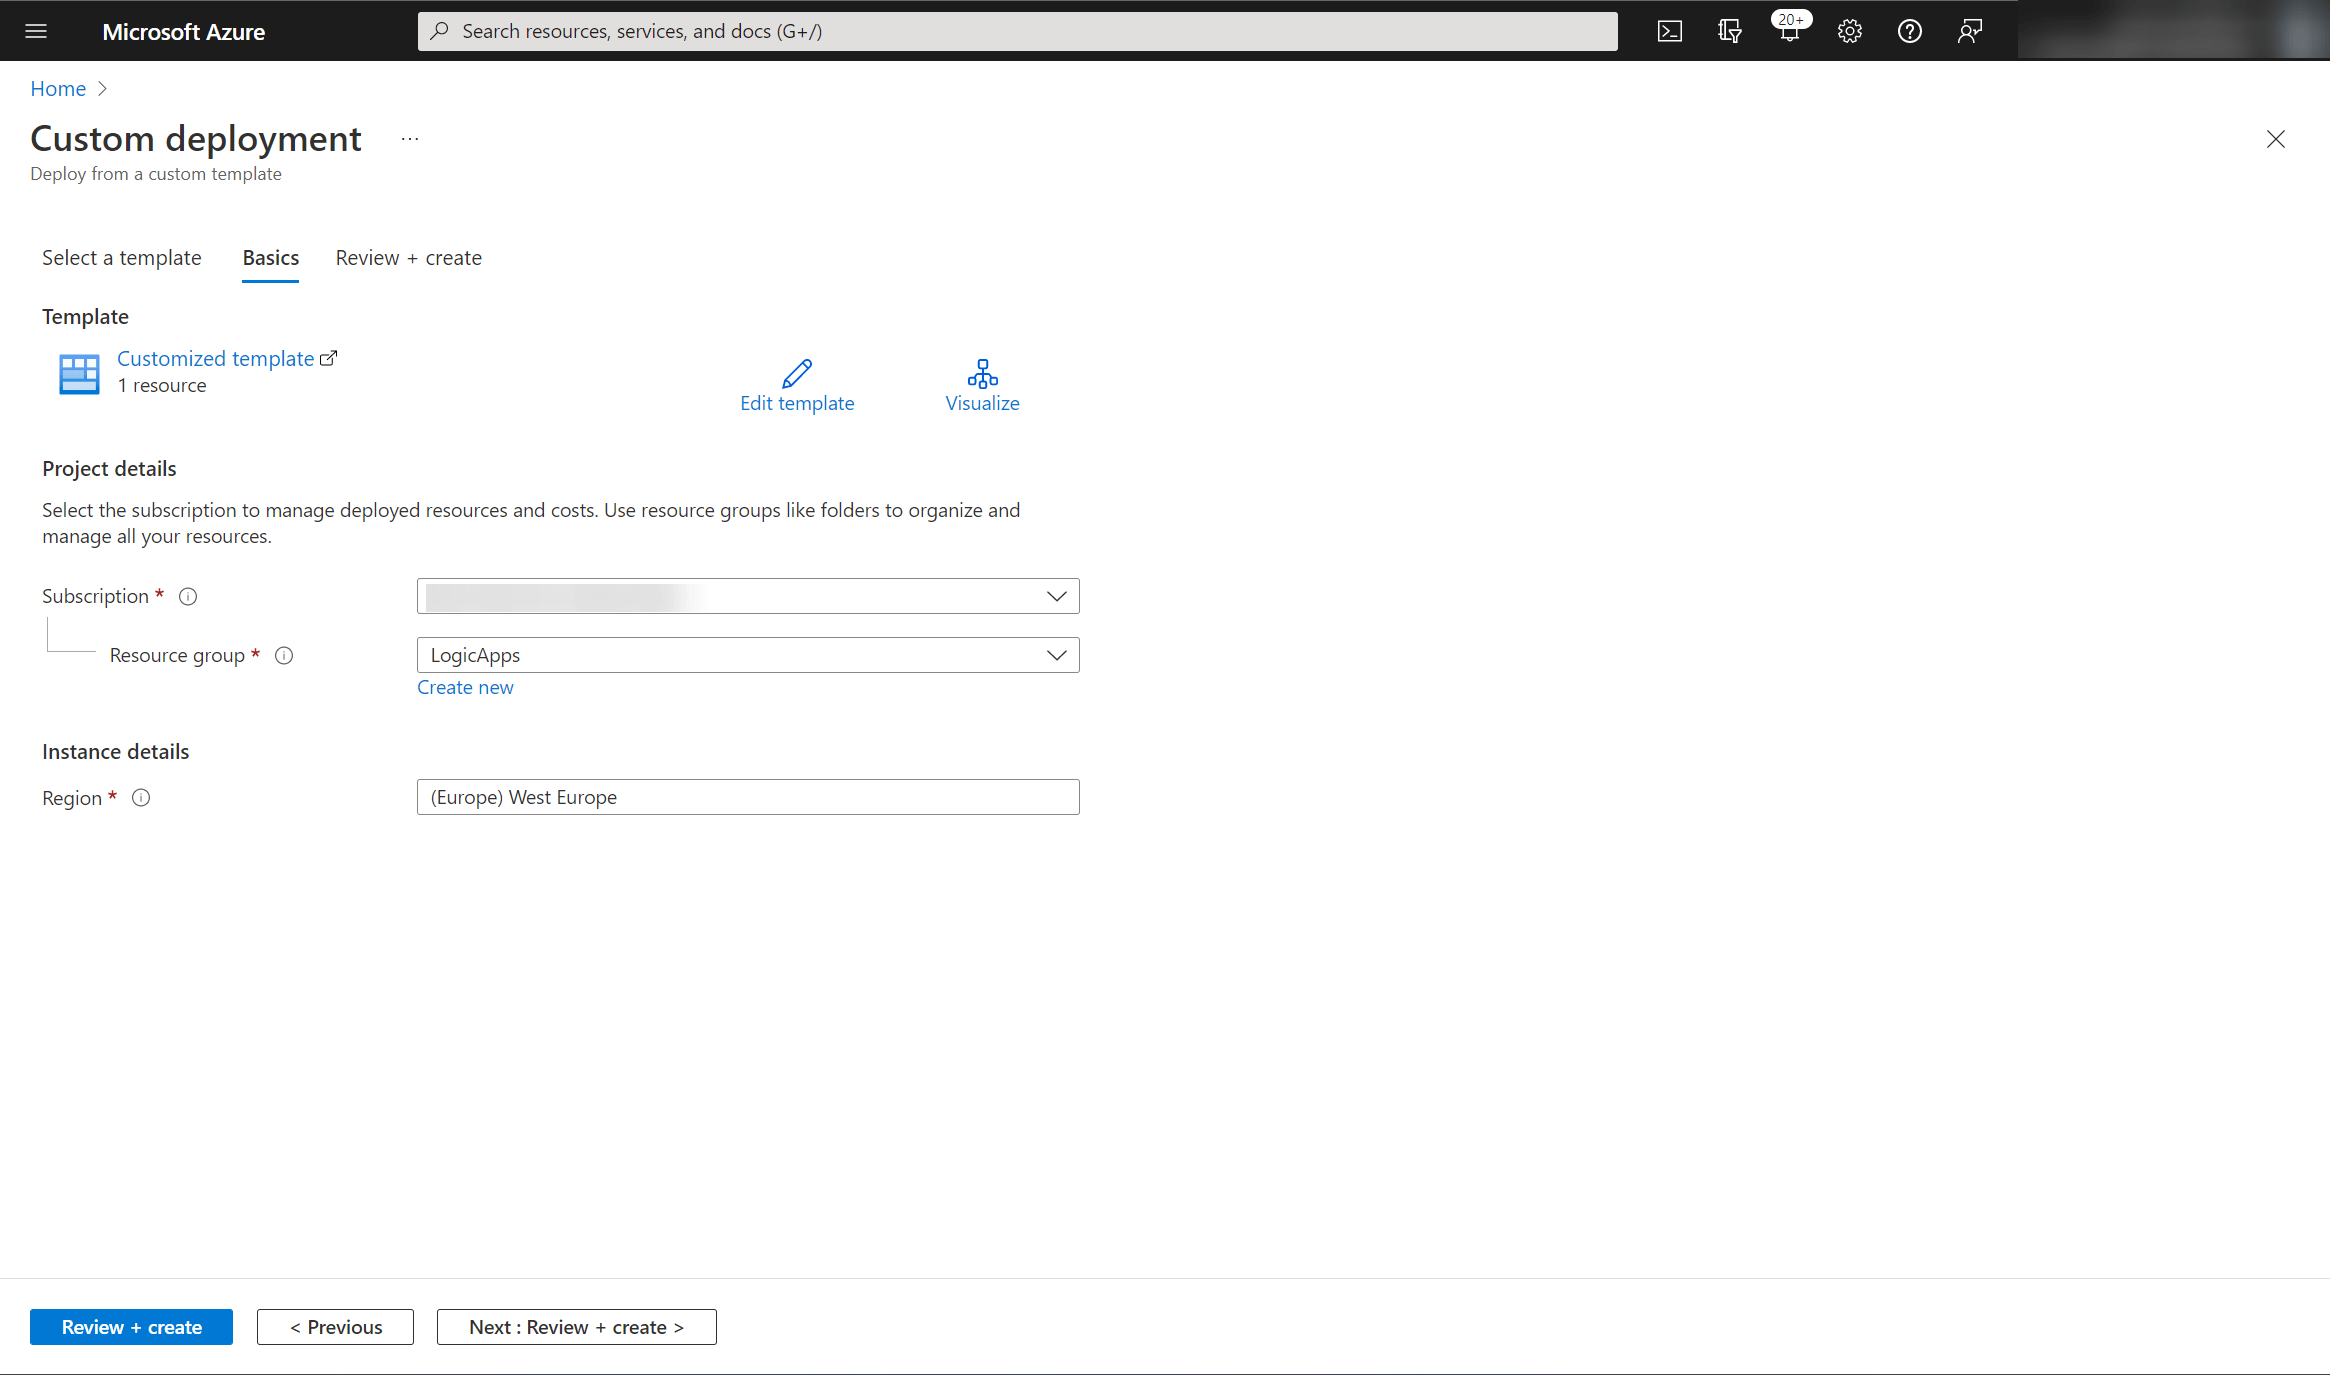 Microsoft Azure
Search resources, services, and docs (G+/)
20+
Home
Custom deployment
...
Deploy from a custom template
Select a template
Basics
Review + create
Template
Customized template
1 resource
Edit template
Visualize
Project details
Select the subscription to manage deployed resources and costs. Use resource groups like folders to organize and
manage all your resources.
Subscription *
Resource group *
LogicApps
Create new
Instance details
Region *
(Europe) West Europe
Review + create
< Previous
Next : Review + create >